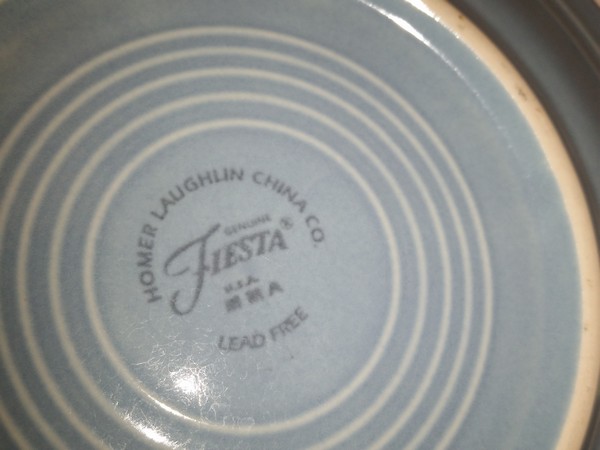 HOMER LAUGHLIN CHINA CO.
GENUINE
FIESTA®
U.S.A.
A
LEAD FREE